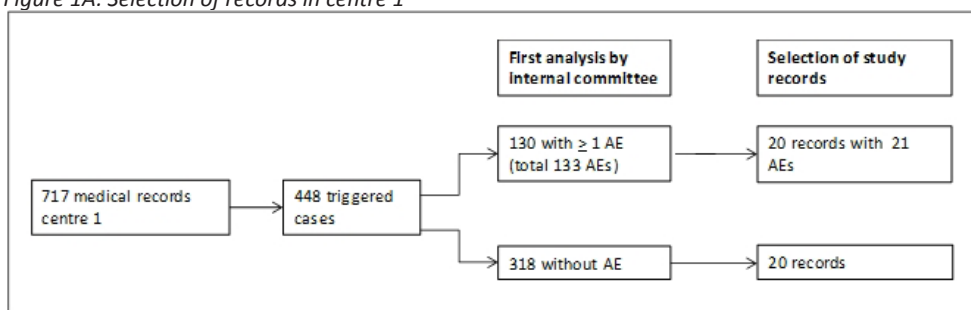 Figure 1A. Selection of records in centre 1
First analysis by
internal committee
Selection of study
records
130 with ≥ 1 AE
(total 133 AEs)
20 records with 21
AEs
717 medical records
centre 1
448 triggered
cases
318 without AE
20 records